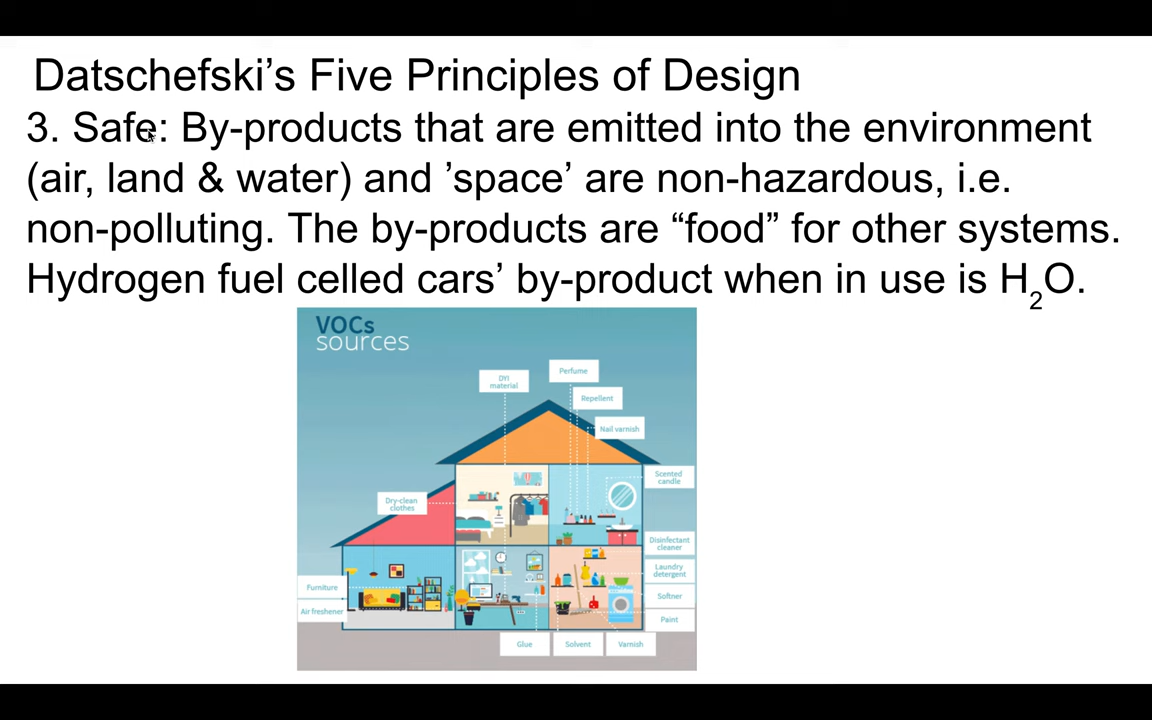 Datschefski’s Five Principles of Design
3. Safe: By-products that are emitted into the environment
(air, land & water) and ’space’ are non-hazardous, i.e.
non-polluting. The by-products are “food” for other systems.
Hydrogen fuel celled cars’ by-product when in use is H₂O.
VOCs
sources
DYI
material
Perfume
Repellent
Nail varnish
Scented
candle
Dry-clean
clothes
Disinfectant
cleaner
Laundry
detergent
Furniture
Softner
Air freshener
Paint
Glue
Solvent
Varnish